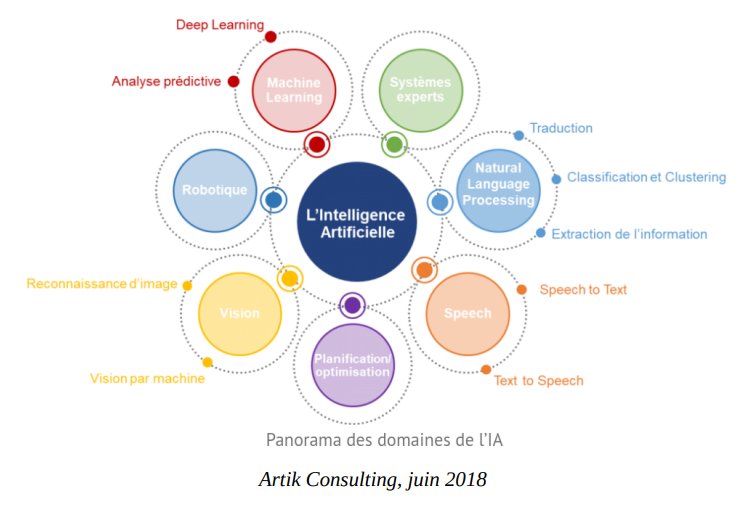 Deep Learning
Analyse prédictive
Machine
Learning
Systèmes
experts
Traduction
Natural
Language
Processing
Classification et Clustering
Extraction de l'information
Robotique
L'Intelligence
Artificielle
Reconnaissance d'image
Vision
Vision par machine
Speech to Text
Speech
Text to Speech
Planification/
optimisation
Panorama des domaines de l'IA
Artik Consulting, juin 2018